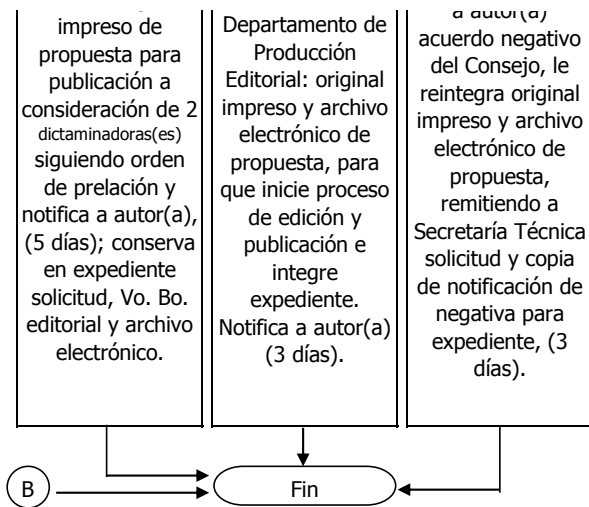 impreso de
propuesta para
publicación a
consideración de 2
dictaminadoras(es)
siguiendo orden
de prelación y
notifica a autor(a),
(5 días); conserva
en expediente
solicitud, Vo. Bo.
editorial y archivo
electrónico.
Departamento de
Producción
Editorial: original
impreso y archivo
electrónico de
propuesta, para
que inicie proceso
de edición y
publicación e
integre
expediente.
Notifica a autor(a)
(3 días).
a autor(a)
acuerdo negativo
del Consejo, le
reintegra original
impreso y archivo
electrónico de
propuesta,
remitiendo a
Secretaría Técnica
solicitud y copia
de notificación de
negativa para
expediente, (3
días).
B
Fin